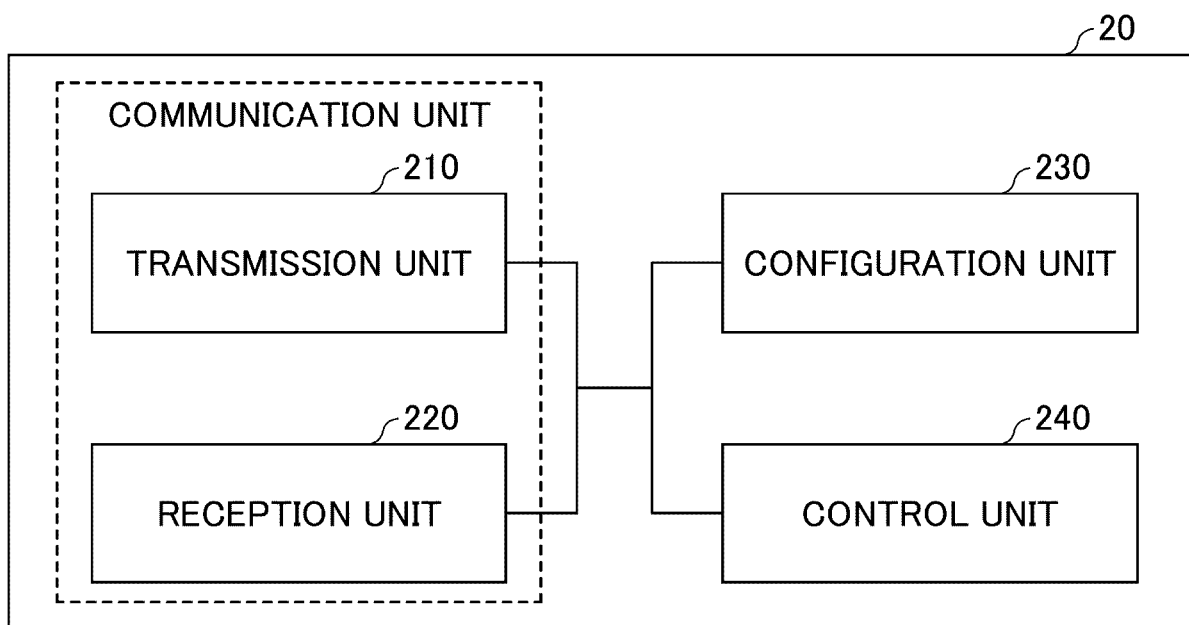 20
COMMUNICATION UNIT
210
TRANSMISSION UNIT
230
CONFIGURATION UNIT
220
RECEPTION UNIT
240
CONTROL UNIT